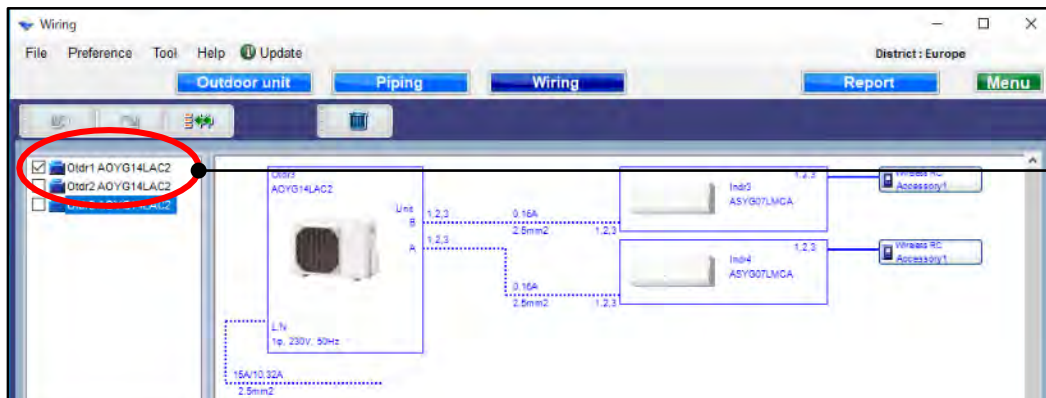 Wiring
File Preference Tool Help Update District : Europe
Outdoor unit Piping Wiring Report Menu
Otdr1 AOYG14LAC2
Otdr2 AOYG14LAC2
Otdr3
AOYG14LAC2
Unit
B 1,2,3
A 1,2,3
0.16A
2.5mm2 1,2,3
Indr3
ASYG07LMCA
1,2,3
Wireless RC
Accessory1
0.16A
2.5mm2 1,2,3
Indr4
ASYG07LMCA
1,2,3
Wireless RC
Accessory1
L,N
1φ, 230V, 50Hz
15A/10.32A
2.5mm2